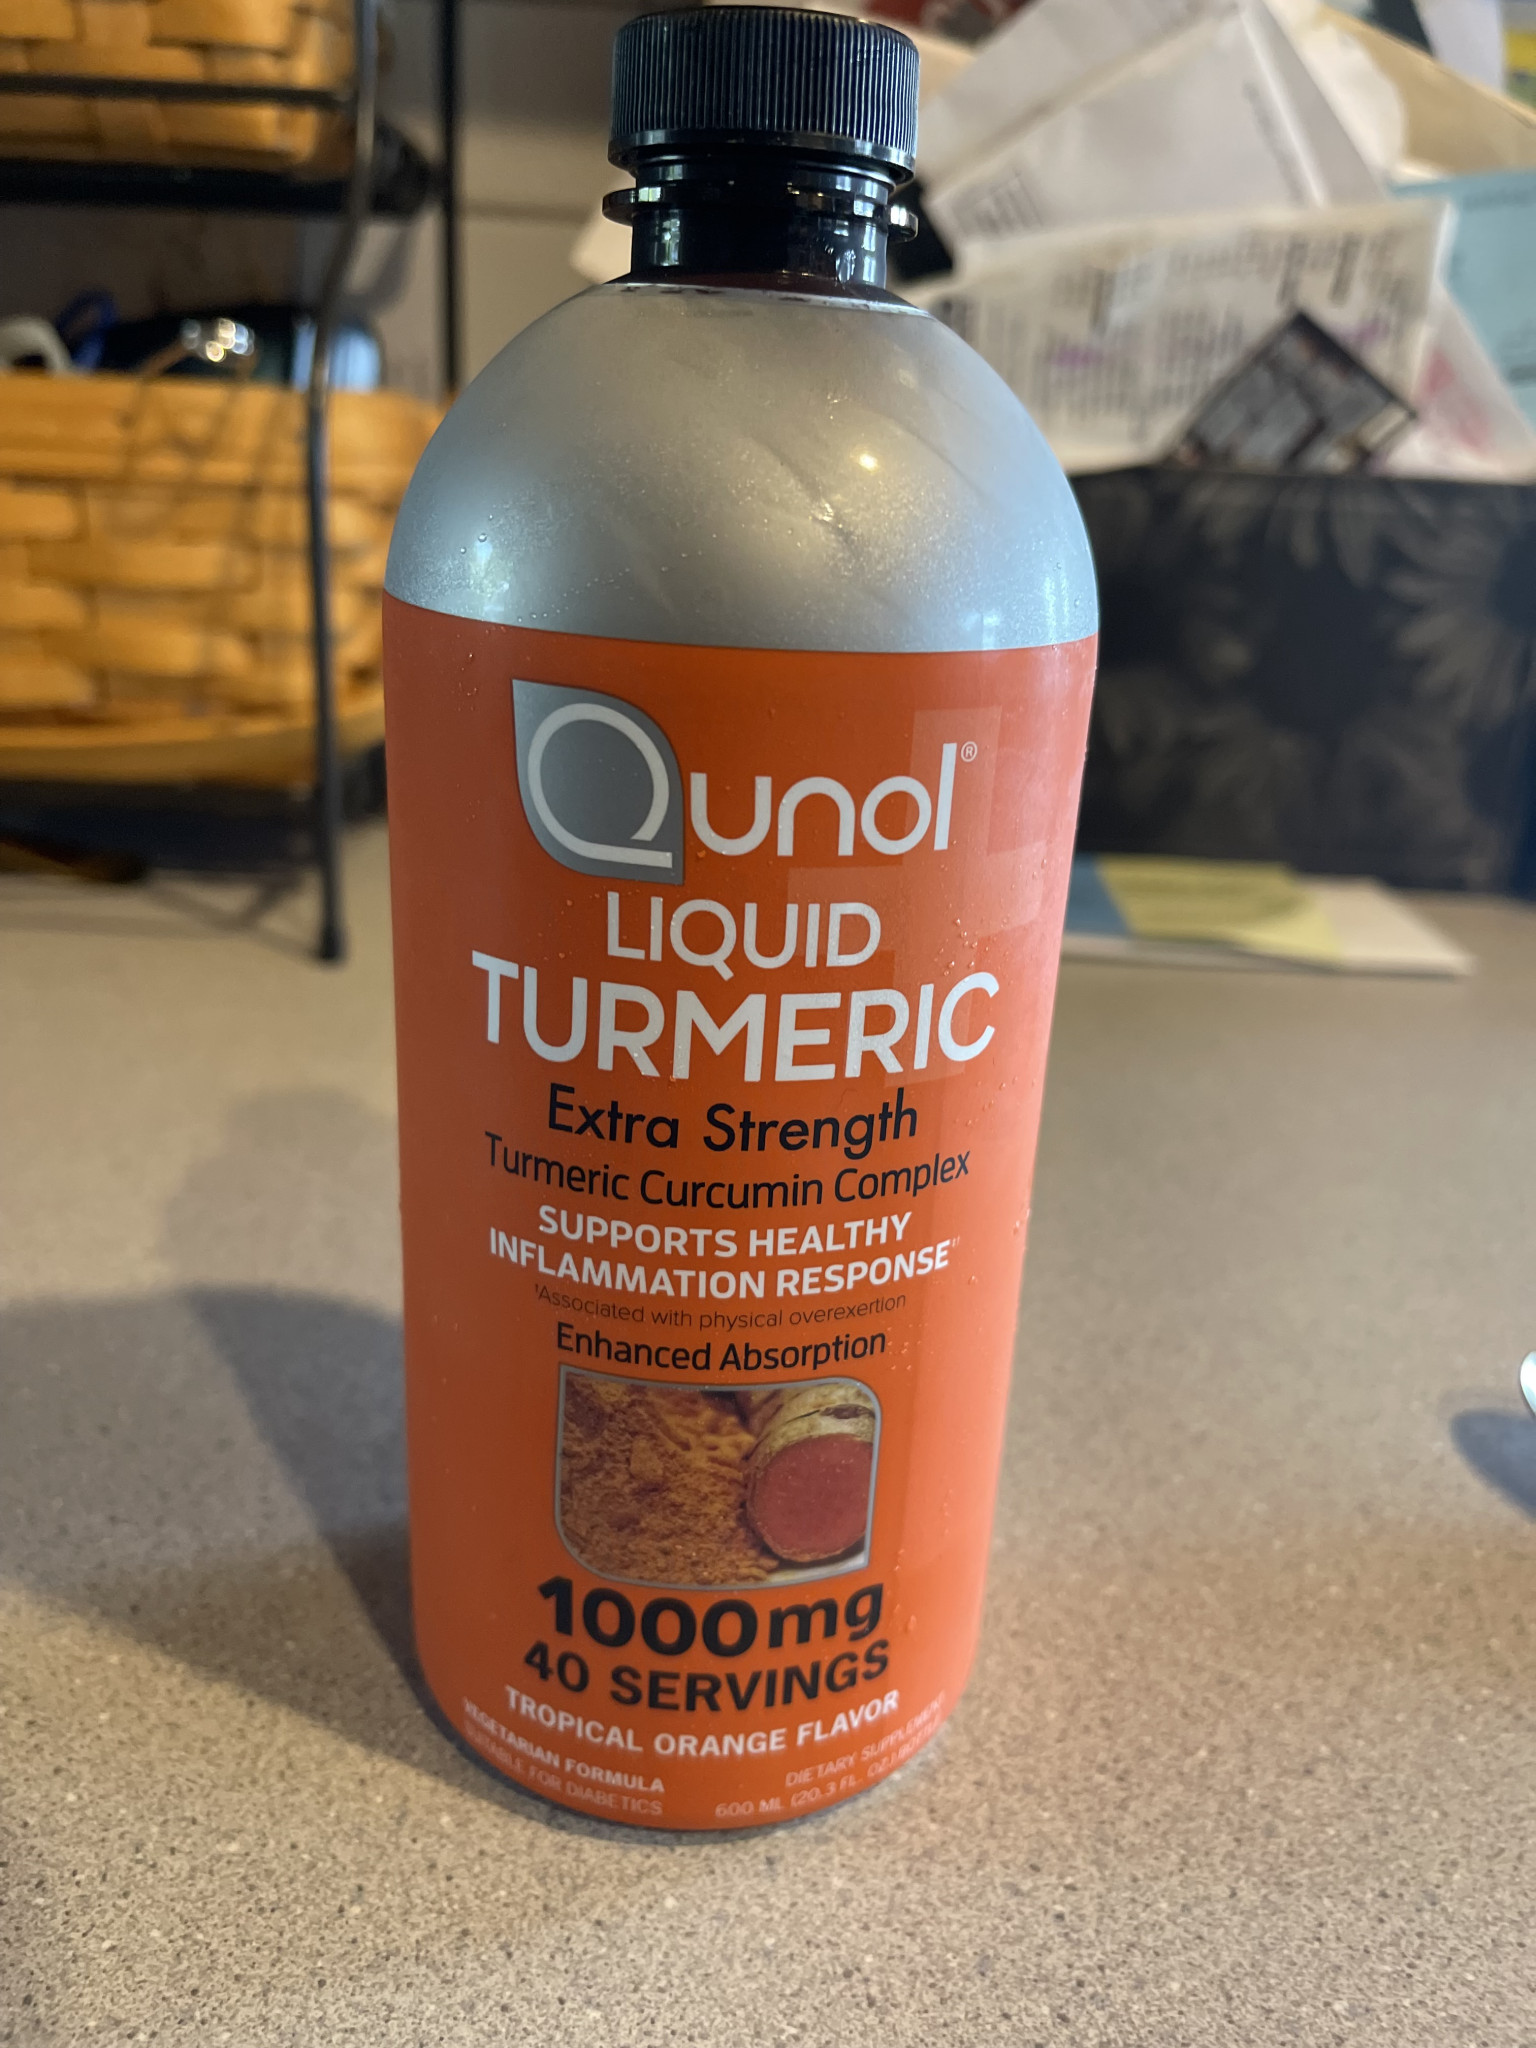 Qunol®
LIQUID
TURMERIC
Extra Strength
Turmeric Curcumin Complex
SUPPORTS HEALTHY
INFLAMMATION RESPONSE
Associated with physical overexertion
Enhanced Absorption
1000mg
40 SERVINGS
TROPICAL ORANGE FLAVOR
VEGETARIAN FORMULA
SUITABLE FOR DIABETICS
DIETARY SUPPLEMENT
600 ML (20.3 FL. OZ.)